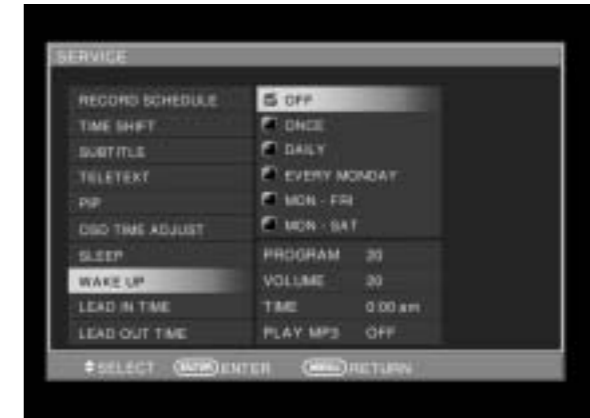 SERVICE
RECORD SCHEDULE
TIME SHIFT
SUBTITLE
TELETEXT
PIP
OSD TIME ADJUST
SLEEP
WAKE UP
LEAD IN TIME
LEAD OUT TIME
OFF
ONCE
DAILY
EVERY MONDAY
MON - FRI
MON - SAT
PROGRAM 20
VOLUME 20
TIME 0:00 am
PLAY MP3 OFF
SELECT ENTER ENTER MENU RETURN